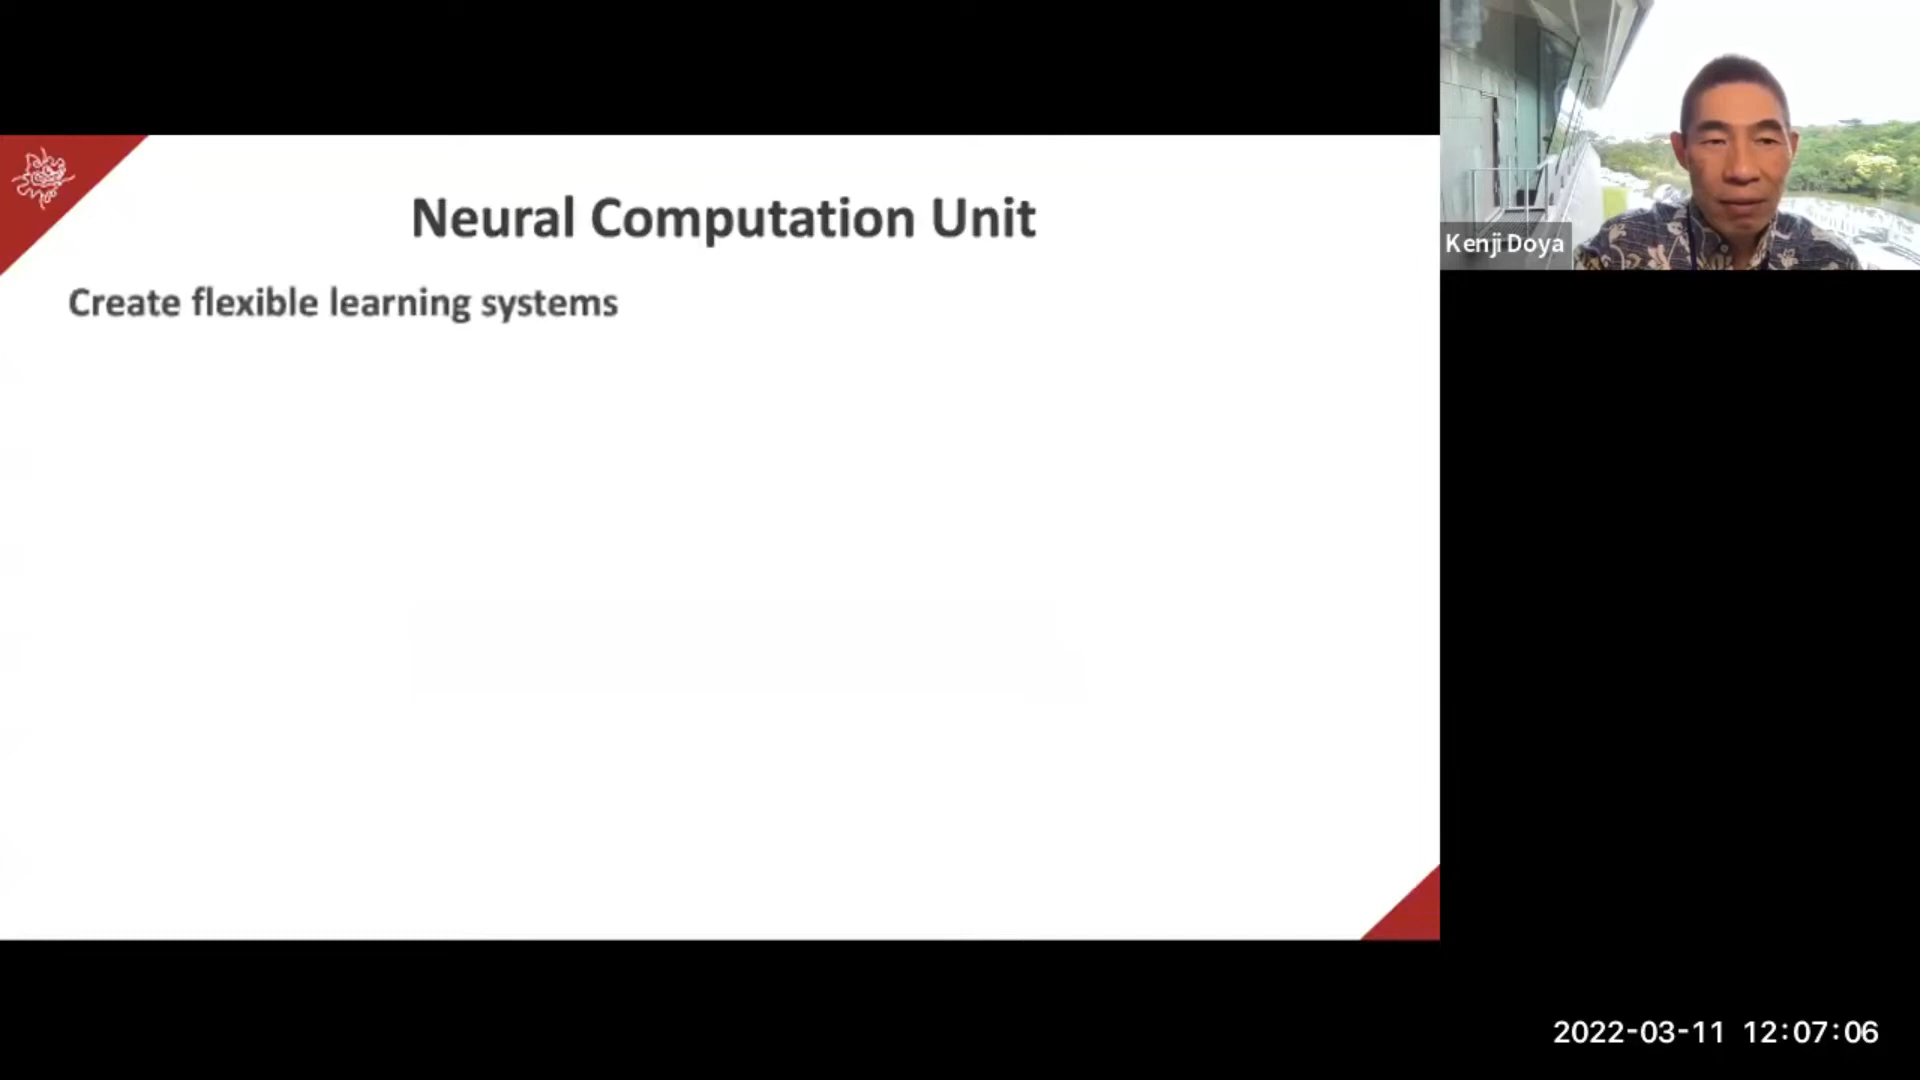 Neural Computation Unit
Create flexible learning systems
Kenji Doya
2022-03-11 12:07:06